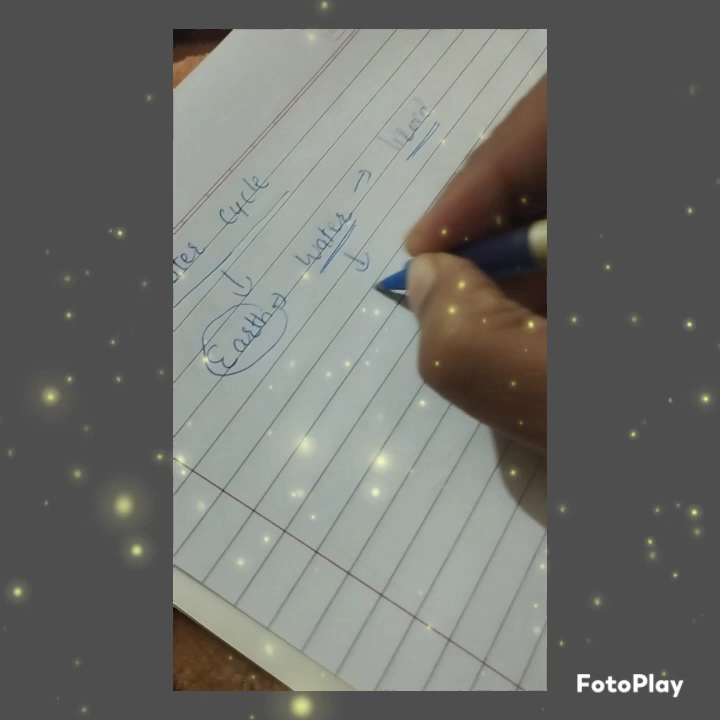 Cycle
↓
Earth → Water →
↓
FotoPlay